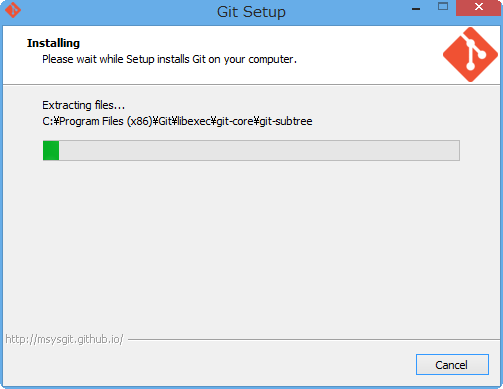 Git Setup
Installing
Please wait while Setup installs Git on your computer.
Extracting files...
C:¥Program Files (x86)¥Git¥libexec¥git-core¥git-subtree
http://msysgit.github.io/
Cancel